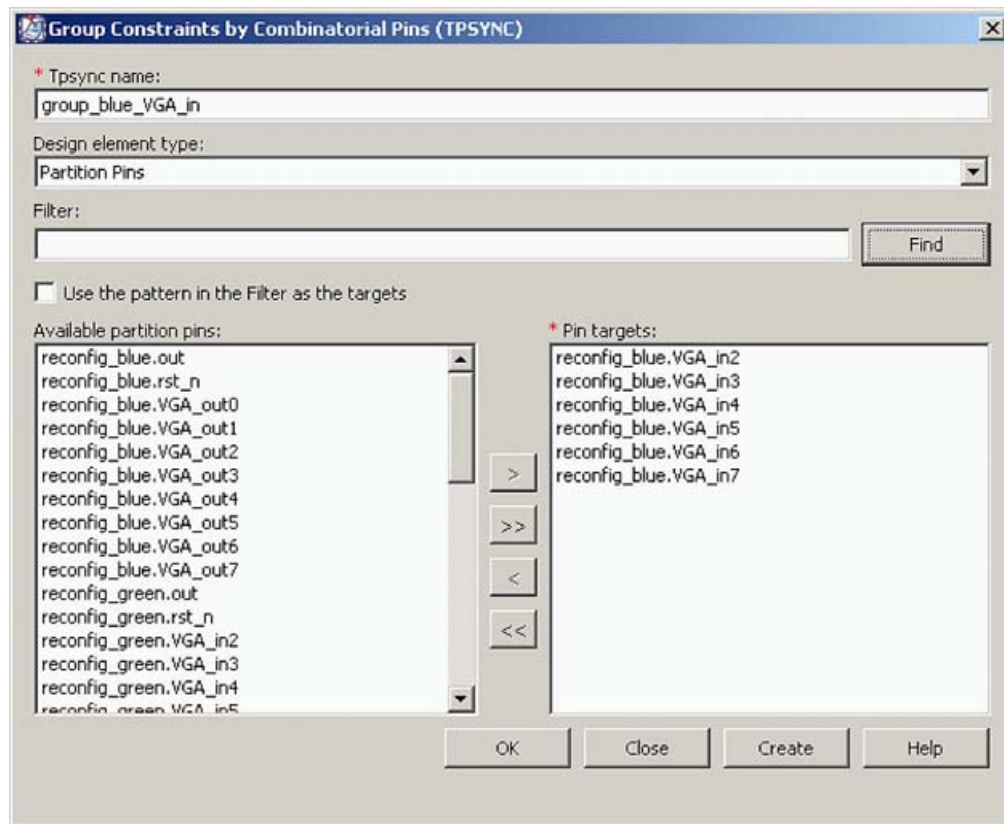 Group Constraints by Combinatorial Pins (TPSYNC)
* Tpsync name:
group_blue_VGA_in
Design element type:
Partition Pins
Filter:
Find
Use the pattern in the Filter as the targets
Available partition pins:
reconfig_blue.out
reconfig_blue.rst_n
reconfig_blue.VGA_out0
reconfig_blue.VGA_out1
reconfig_blue.VGA_out2
reconfig_blue.VGA_out3
reconfig_blue.VGA_out4
reconfig_blue.VGA_out5
reconfig_blue.VGA_out6
reconfig_blue.VGA_out7
reconfig_green.out
reconfig_green.rst_n
reconfig_green.VGA_in2
reconfig_green.VGA_in3
reconfig_green.VGA_in4
reconfig_green.VGA_in5
>
>>
<
<<
* Pin targets:
reconfig_blue.VGA_in2
reconfig_blue.VGA_in3
reconfig_blue.VGA_in4
reconfig_blue.VGA_in5
reconfig_blue.VGA_in6
reconfig_blue.VGA_in7
OK
Close
Create
Help